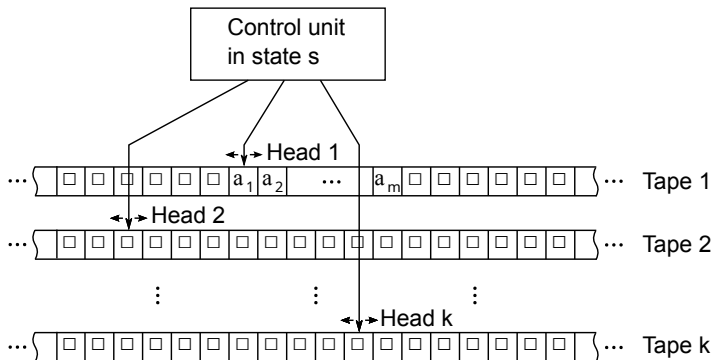 Control unit
in state s
Head 1
... □ □ □ □ □ □ a₁ a₂ ... aₘ □ □ □ □ □ □ ... Tape 1
Head 2
... □ □ □ □ □ □ □ □ □ □ □ □ □ □ □ □ □ □ ... Tape 2
⋮ ⋮ ⋮
Head k
... □ □ □ □ □ □ □ □ □ □ □ □ □ □ □ □ □ □ ... Tape k